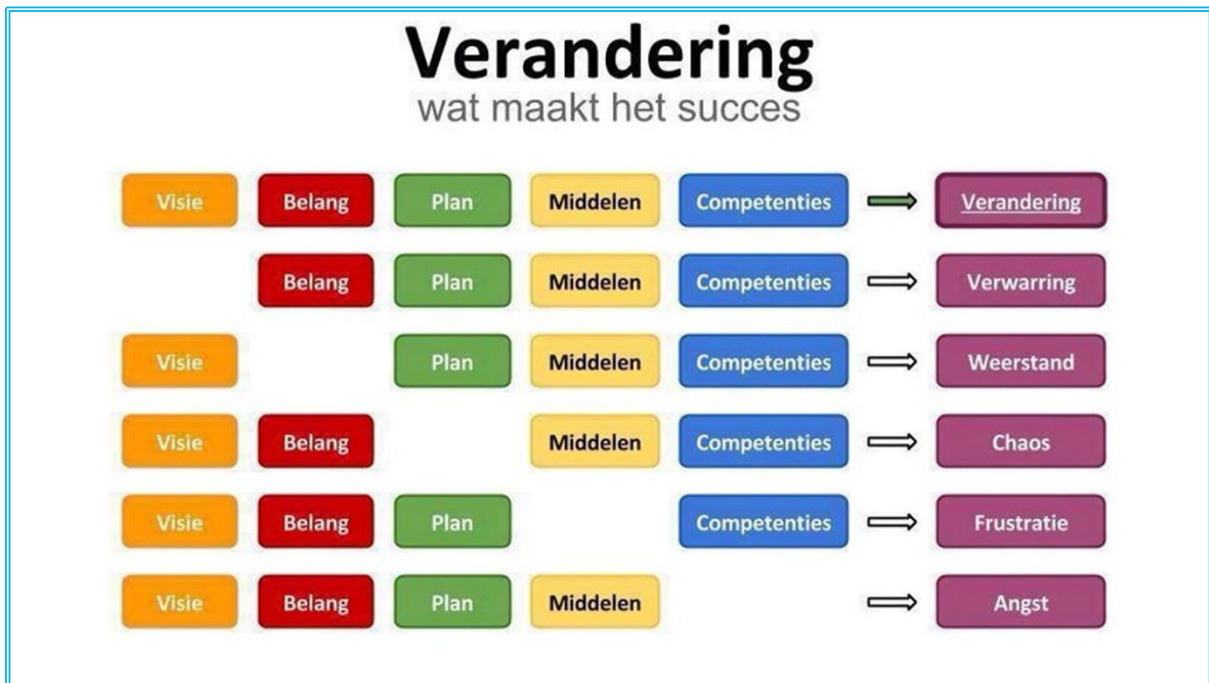 Verandering
wat maakt het succes
Visie Belang Plan Middelen Competenties Verandering
Belang Plan Middelen Competenties Verwarring
Visie Plan Middelen Competenties Weerstand
Visie Belang Middelen Competenties Chaos
Visie Belang Plan Competenties Frustratie
Visie Belang Plan Middelen Angst